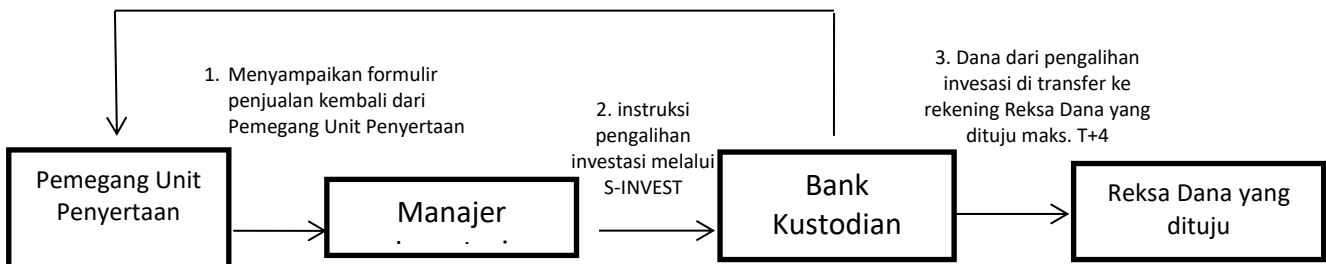 1. Menyampaikan formulir
penjualan kembali dari
Pemegang Unit Penyertaan
2. instruksi
pengalihan
investasi melalui
S-INVEST
3. Dana dari pengalihan
invesasi di transfer ke
rekening Reksa Dana yang
dituju maks. T+4
Pemegang Unit
Penyertaan
Manajer
Bank
Kustodian
Reksa Dana yang
dituju